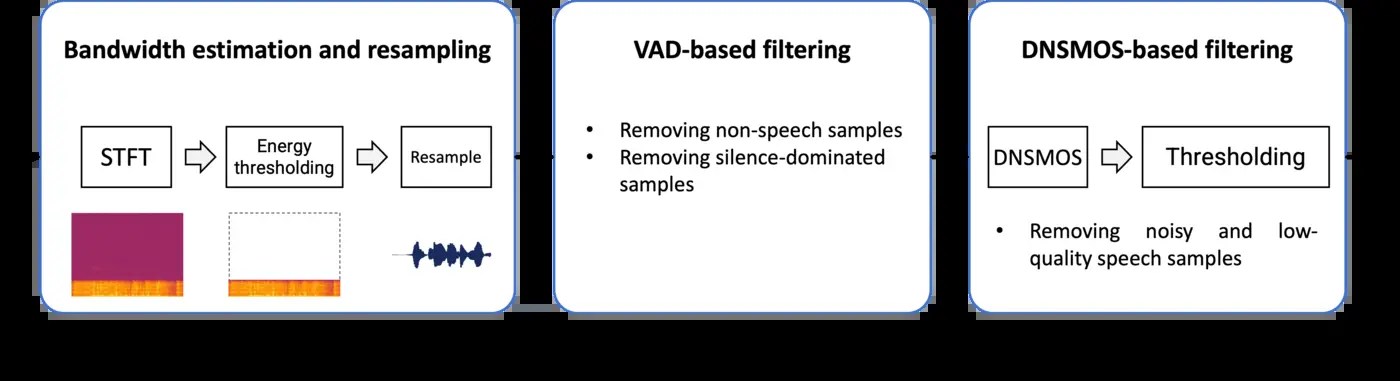 Bandwidth estimation and resampling
STFT
Energy
thresholding
Resample
VAD-based filtering
• Removing non-speech samples
• Removing silence-dominated
samples
DNSMOS-based filtering
DNSMOS
Thresholding
• Removing noisy and low-
quality speech samples